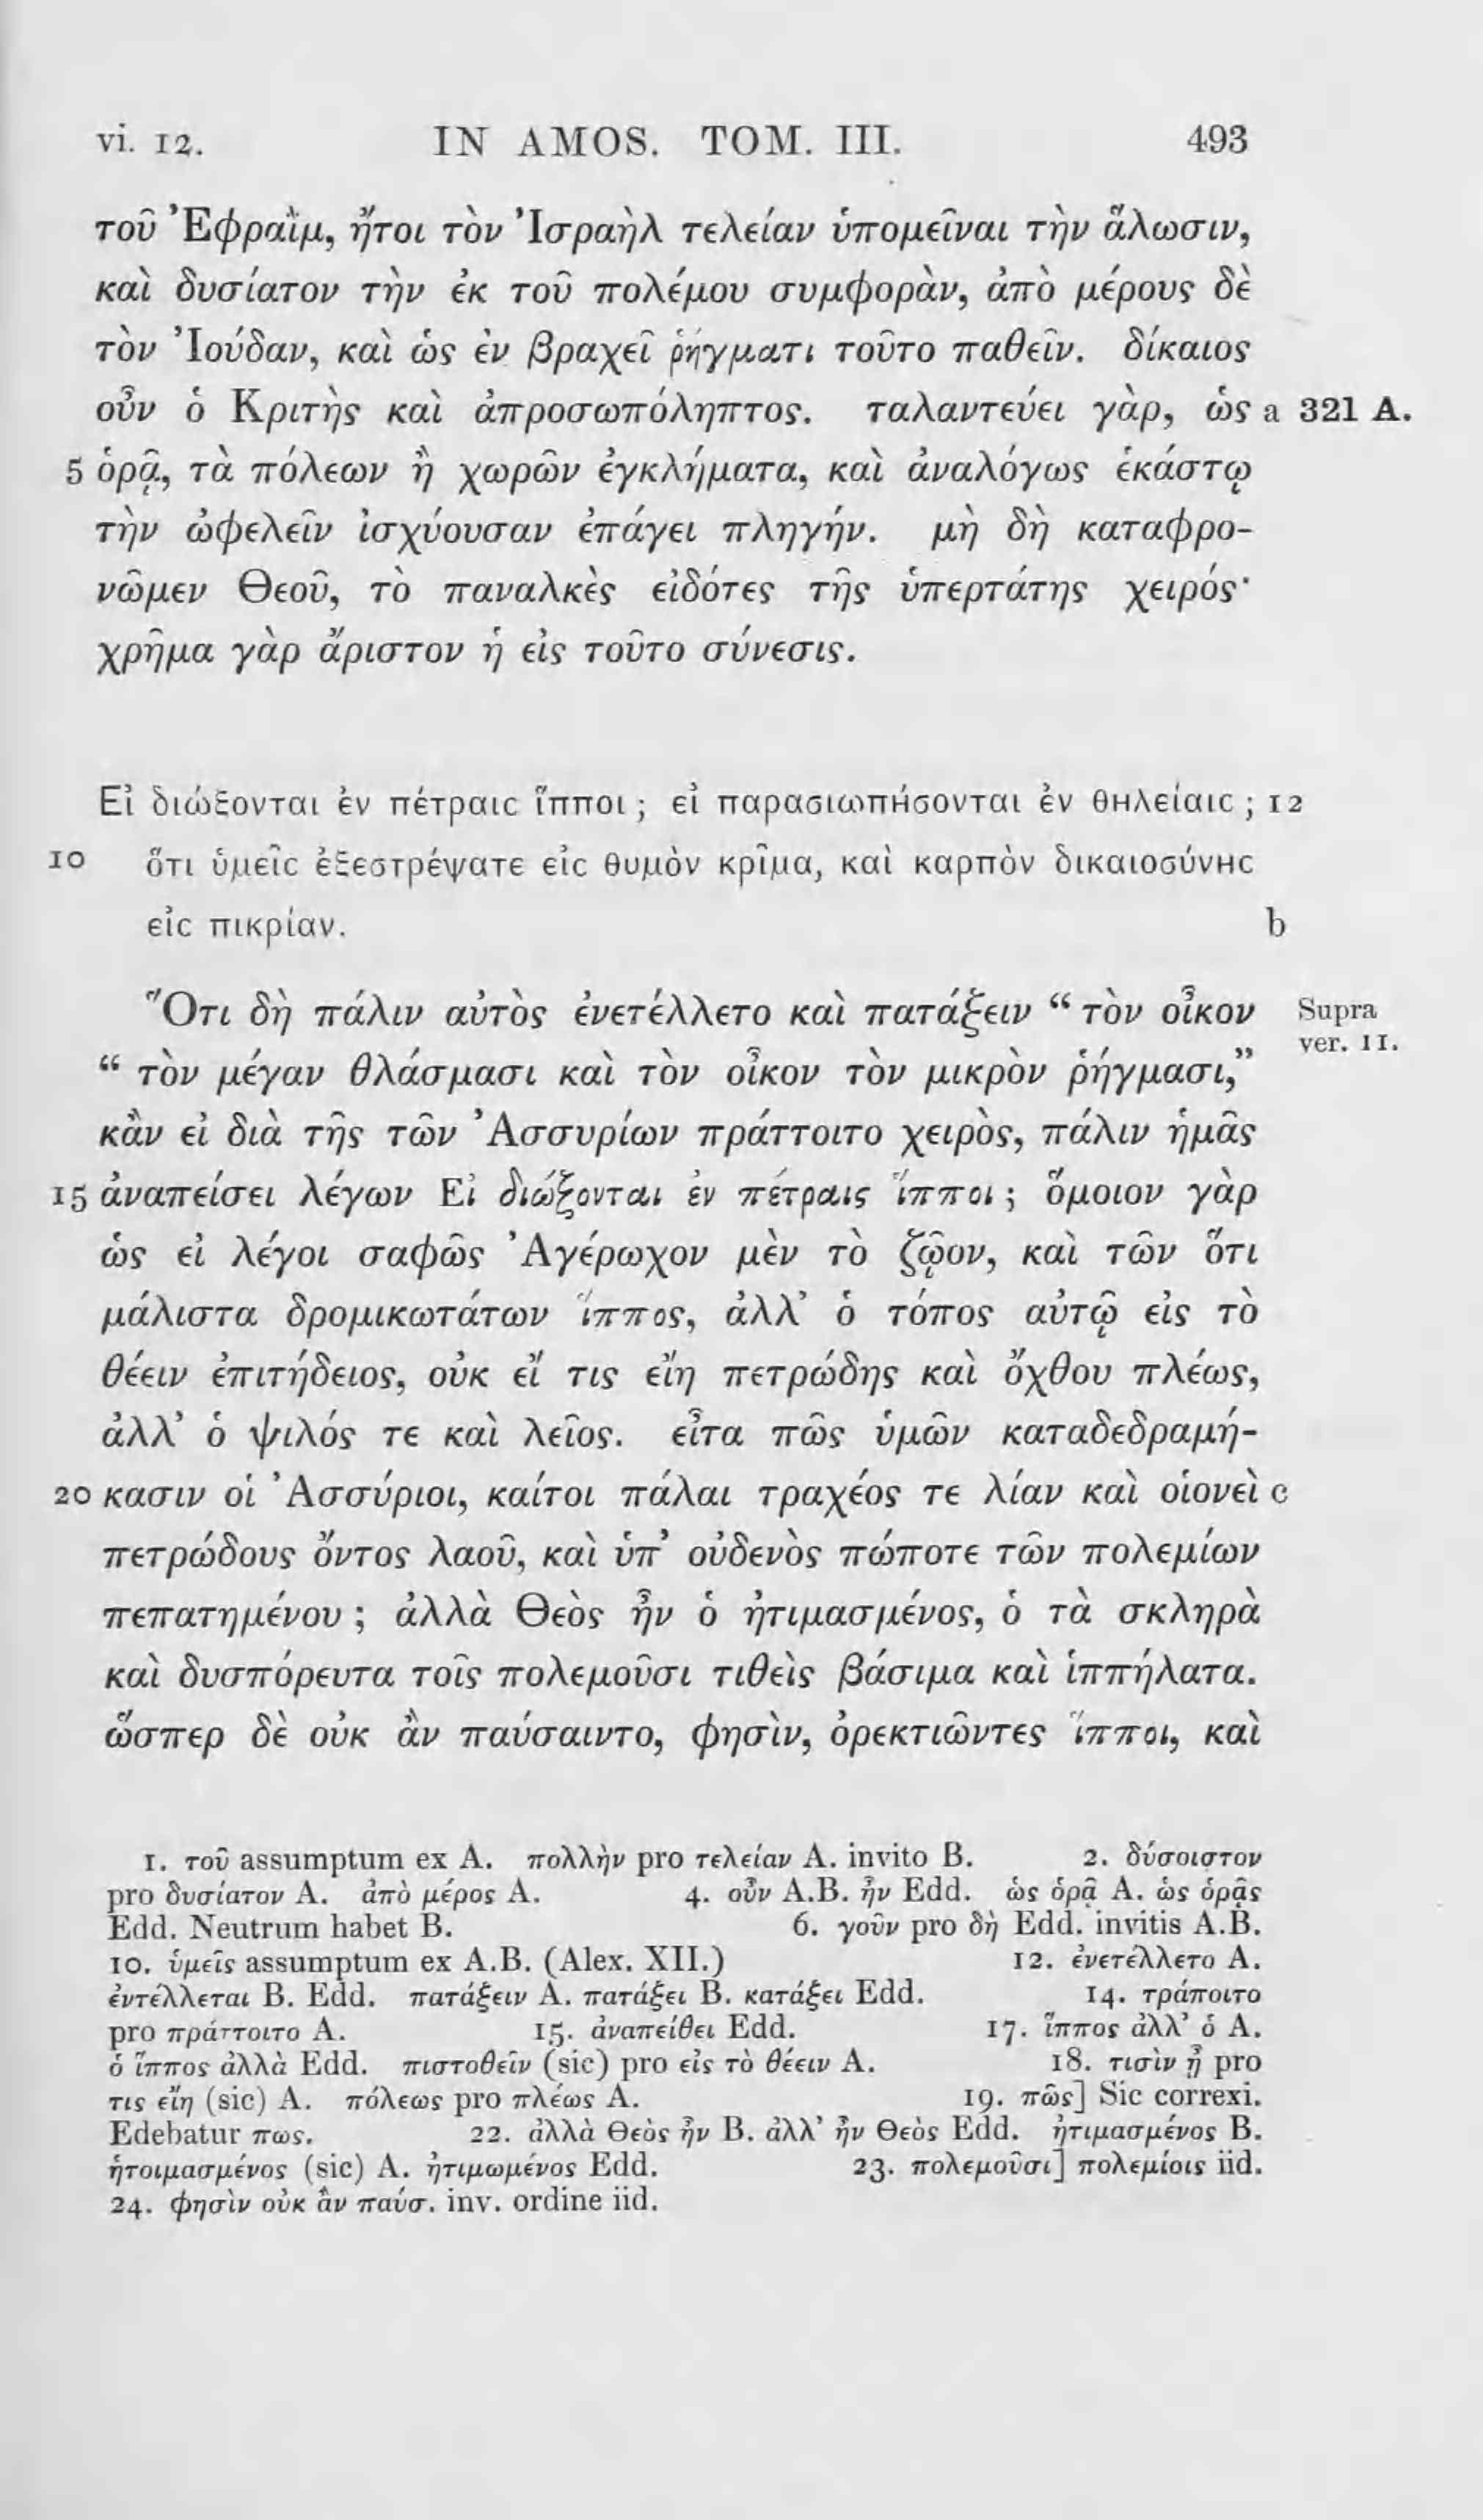 vi. 12. IN AMOS. TOM. III. 493
τοῦ Ἐφραῒμ, ἤτοι τὸν Ἰσραὴλ τελείαν ὑπομεῖναι τὴν ἅλωσιν,
καὶ δυσίατον τὴν ἐκ τοῦ πολέμου συμφορὰν, ἀπὸ μέρους δὲ
τὸν Ἰούδαν, καὶ ὡς ἐν βραχεῖ ῥήγματι τοῦτο παθεῖν. δίκαιος
οὖν ὁ Κριτὴς καὶ ἀπροσωπόληπτος. ταλαντεύει γὰρ, ὡς a 321 A.
5 ὁρᾷ, τὰ πόλεων ἢ χωρῶν ἐγκλήματα, καὶ ἀναλόγως ἑκάστῳ
τὴν ὠφελεῖν ἰσχύουσαν ἐπάγει πληγήν. μὴ δὴ καταφρο-
νῶμεν Θεοῦ, τὸ παναλκὲς εἰδότες τῆς ὑπερτάτης χειρός·
χρῆμα γὰρ ἄριστον ἡ εἰς τοῦτο σύνεσις.
Εἰ διώξονται ἐν πέτραις ἵπποι; εἰ παρασιωπήσονται ἐν θηλείαις; 12
10 ὅτι ὑμεῖς ἐξεστρέψατε εἰς θυμὸν κρῖμα, καὶ καρπὸν δικαιοσύνης
εἰς πικρίαν. b
Ὅτι δὴ πάλιν αὐτὸς ἐνετέλλετο καὶ πατάξειν “ τὸν οἶκον Supra
“ τὸν μέγαν θλάσμασι καὶ τὸν οἶκον τὸν μικρὸν ῥήγμασι,” ver. 11.
κἂν εἰ διὰ τῆς τῶν Ἀσσυρίων πράττοιτο χειρὸς, πάλιν ἡμᾶς
15 ἀναπείσει λέγων Εἰ διώξονται ἐν πέτραις ἵπποι; ὅμοιον γὰρ
ὡς εἰ λέγοι σαφῶς Ἀγέρωχον μὲν τὸ ζῷον, καὶ τῶν ὅτι
μάλιστα δρομικωτάτων ἵππος, ἀλλ’ ὁ τόπος αὐτῷ εἰς τὸ
θέειν ἐπιτήδειος, οὐκ εἴ τις εἴη πετρώδης καὶ ὄχθου πλέως,
ἀλλ’ ὁ ψιλός τε καὶ λεῖος. εἶτα πῶς ὑμῶν καταδεδραμή-
20 κασιν οἱ Ἀσσύριοι, καίτοι πάλαι τραχέος τε λίαν καὶ οἱονεὶ c
πετρώδους ὄντος λαοῦ, καὶ ὑπ’ οὐδενὸς πώποτε τῶν πολεμίων
πεπατημένου; ἀλλὰ Θεὸς ἦν ὁ ἠτιμασμένος, ὁ τὰ σκληρὰ
καὶ δυσπόρευτα τοῖς πολεμοῦσι τιθεὶς βάσιμα καὶ ἱππήλατα.
ὥσπερ δὲ οὐκ ἂν παύσαιντο, φησὶν, ὀρεκτιῶντες ἵπποι, καὶ
1. τοῦ assumptum ex A. πολλὴν pro τελείαν A. invito B. 2. δύσοιστον
pro δυσίατον A. ἀπὸ μέρος A. 4. οὖν A.B. ἦν Edd. ὡς ὁρᾷ A. ὡς ὁρᾷς
Edd. Neutrum habet B. 6. γοῦν pro δὴ Edd. invitis A.B.
10. ὑμεῖς assumptum ex A.B. (Alex. XII.) 12. ἐνετέλλετο A.
ἐντέλλεται B. Edd. πατάξειν A. πατάξει B. κατάξει Edd. 14. τράποιτο
pro πράττοιτο A. 15. ἀναπείθει Edd. 17. ἵππος ἀλλ’ ὁ A.
ὁ ἵππος ἀλλὰ Edd. πιστοθεῖν (sic) pro εἰς τὸ θέειν A. 18. τισὶν ᾖ pro
τις εἴη (sic) A. πόλεως pro πλέως A. 19. πῶς] Sic correxi.
Edebatur πως. 22. ἀλλὰ Θεὸς ἦν B. ἀλλ’ ἦν Θεὸς Edd. ἠτιμασμένος B.
ἡτοιμασμένος (sic) A. ἠτιμωμένος Edd. 23. πολεμοῦσι] πολεμίοις iid.
24. φησὶν οὐκ ἂν παύσ. inv. ordine iid.